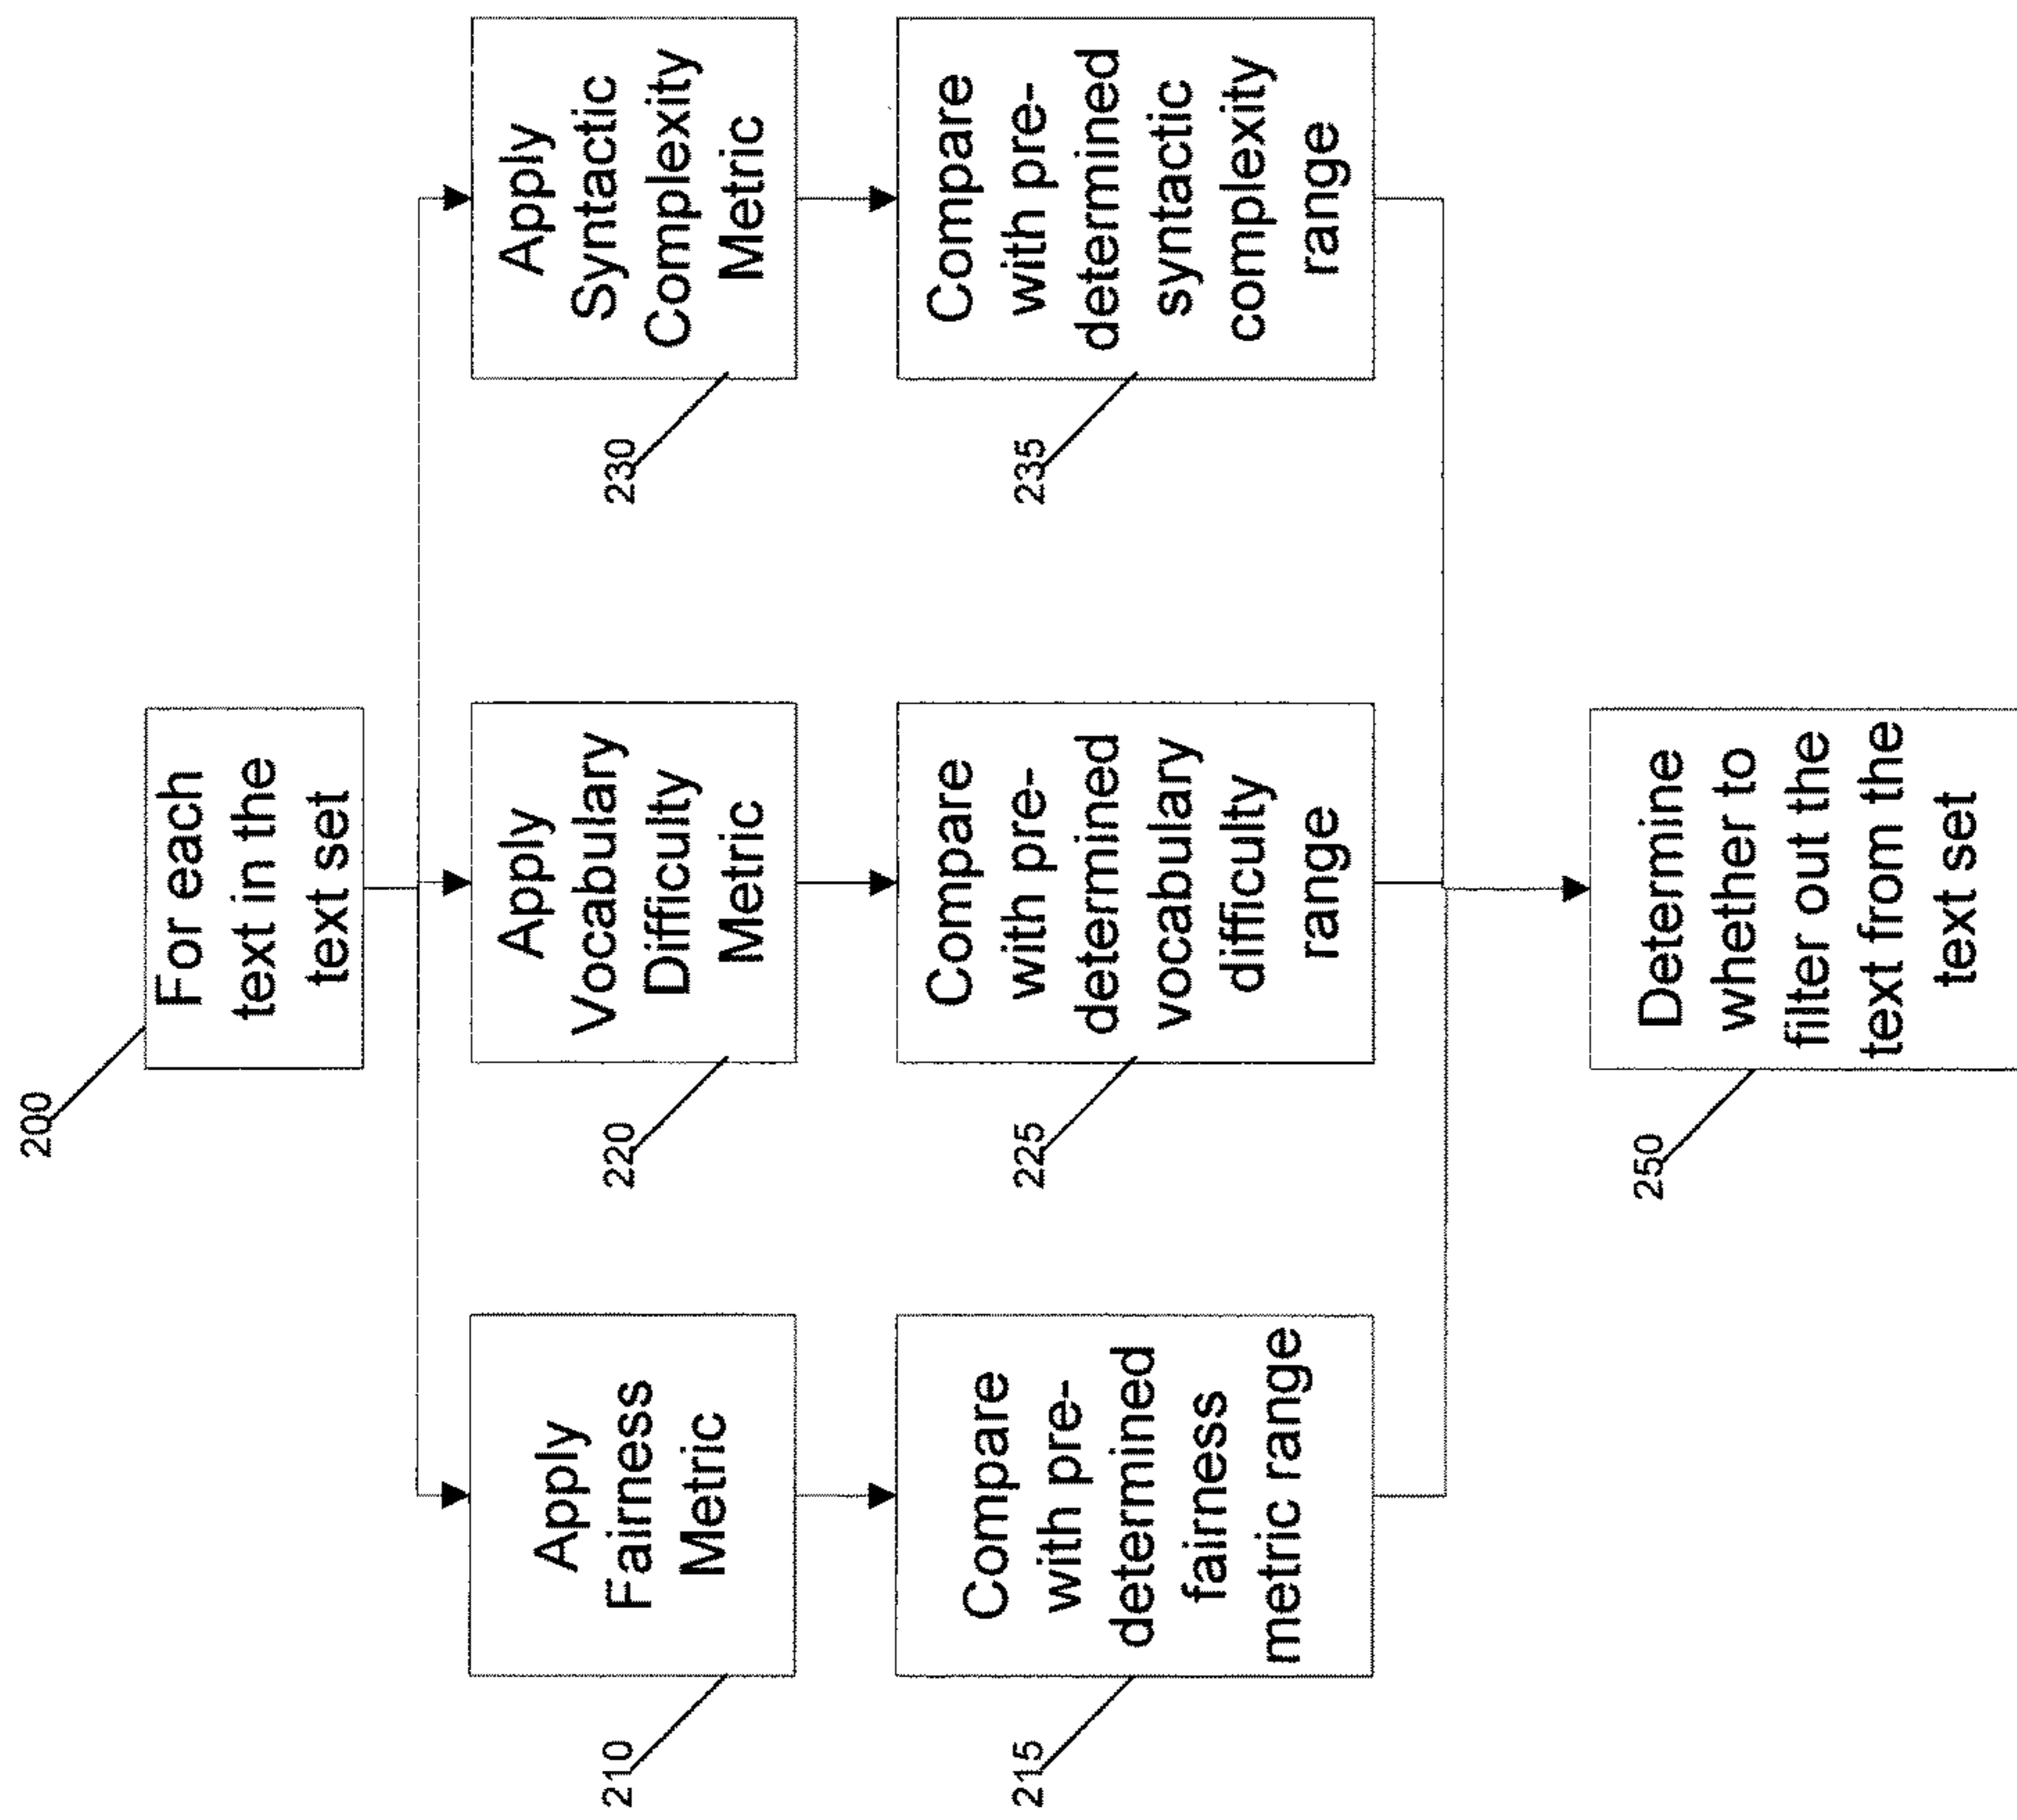 200
For each
text in the
text set
210
Apply
Fairness
Metric
220
Apply
Vocabulary
Difficulty
Metric
230
Apply
Syntactic
Complexity
Metric
215
Compare
with pre-
determined
fairness
metric range
225
Compare
with pre-
determined
vocabulary
difficulty
range
235
Compare
with pre-
determined
syntactic
complexity
range
250
Determine
whether to
filter out the
text from the
text set